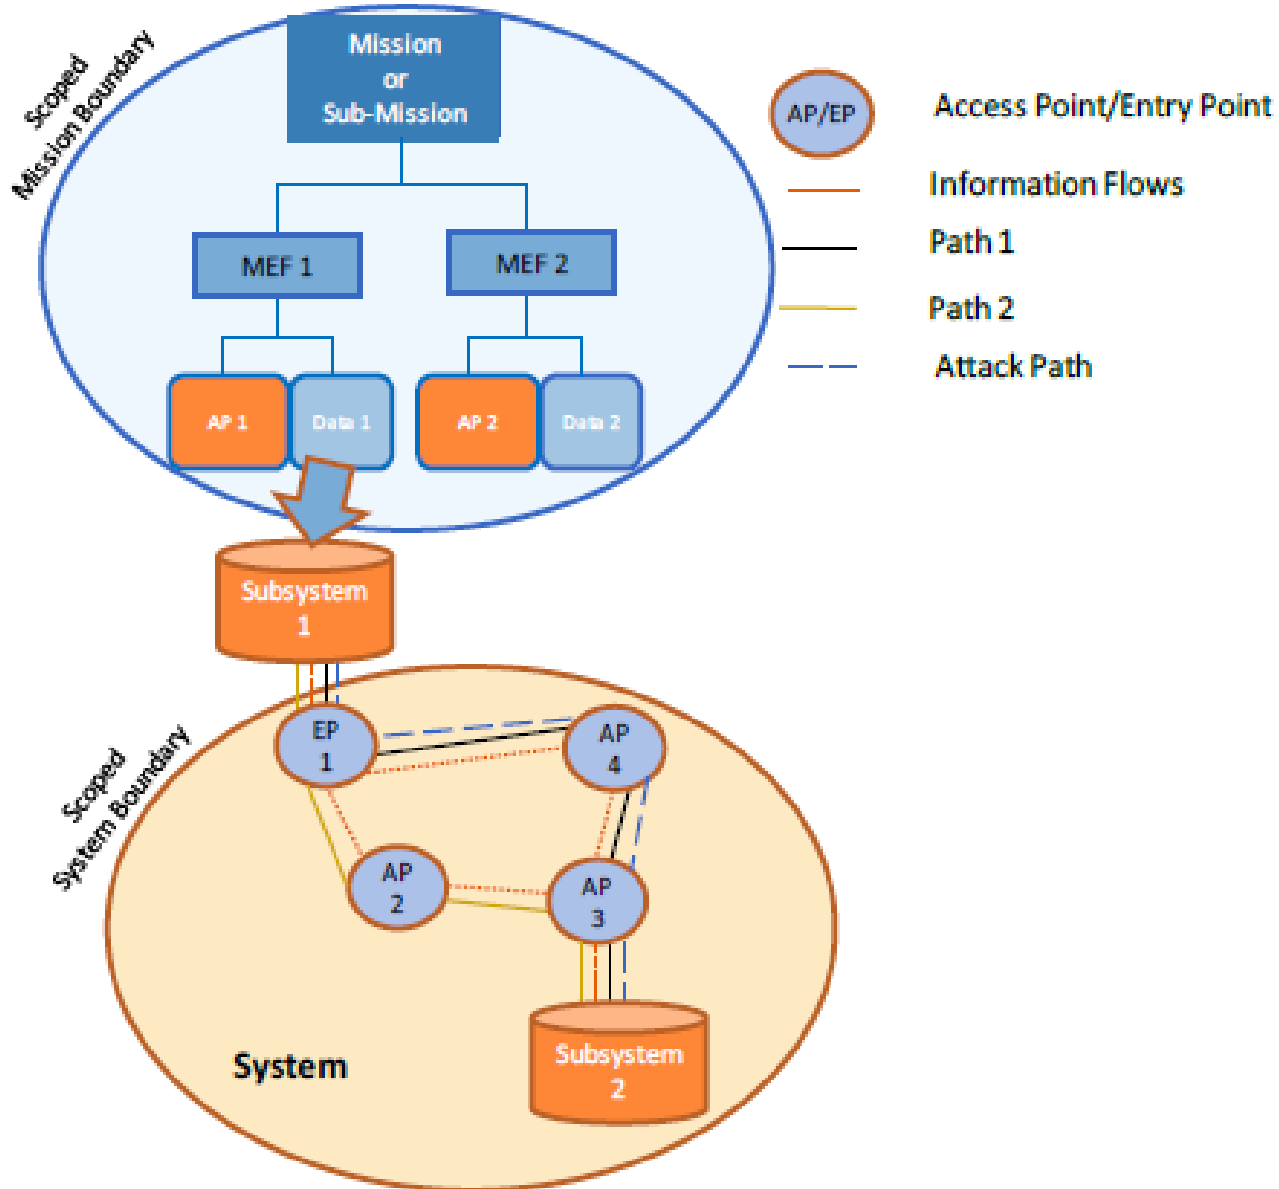 Scoped
Mission Boundary
Mission
or
Sub-Mission
MEF 1
MEF 2
AP 1
Data 1
AP 2
Data 2
AP/EP
Access Point/Entry Point
Information Flows
Path 1
Path 2
Attack Path
Subsystem
1
Scoped
System Boundary
EP
1
AP
4
AP
2
AP
3
System
Subsystem
2